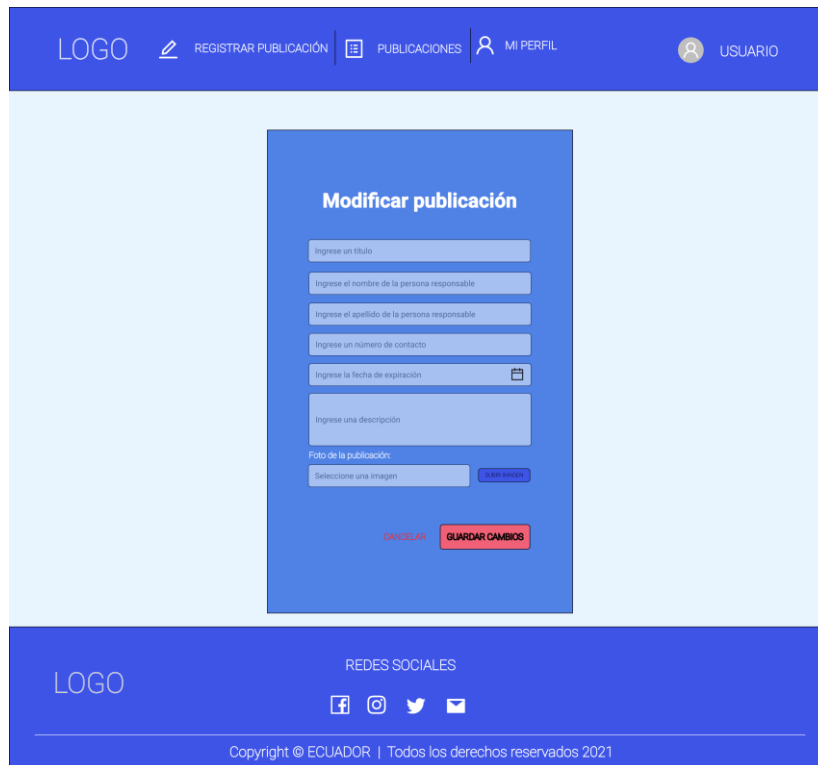 LOGO
REGISTRAR PUBLICACIÓN
PUBLICACIONES
MI PERFIL
USUARIO
Modificar publicación
Ingrese un título
Ingrese el nombre de la persona responsable
Ingrese el apellido de la persona responsable
Ingrese un número de contacto
Ingrese la fecha de expiración
Ingrese una descripción
Foto de la publicación:
Seleccione una imagen
SUBIR IMAGEN
CANCELAR
GUARDAR CAMBIOS
LOGO
REDES SOCIALES
Copyright © ECUADOR | Todos los derechos reservados 2021